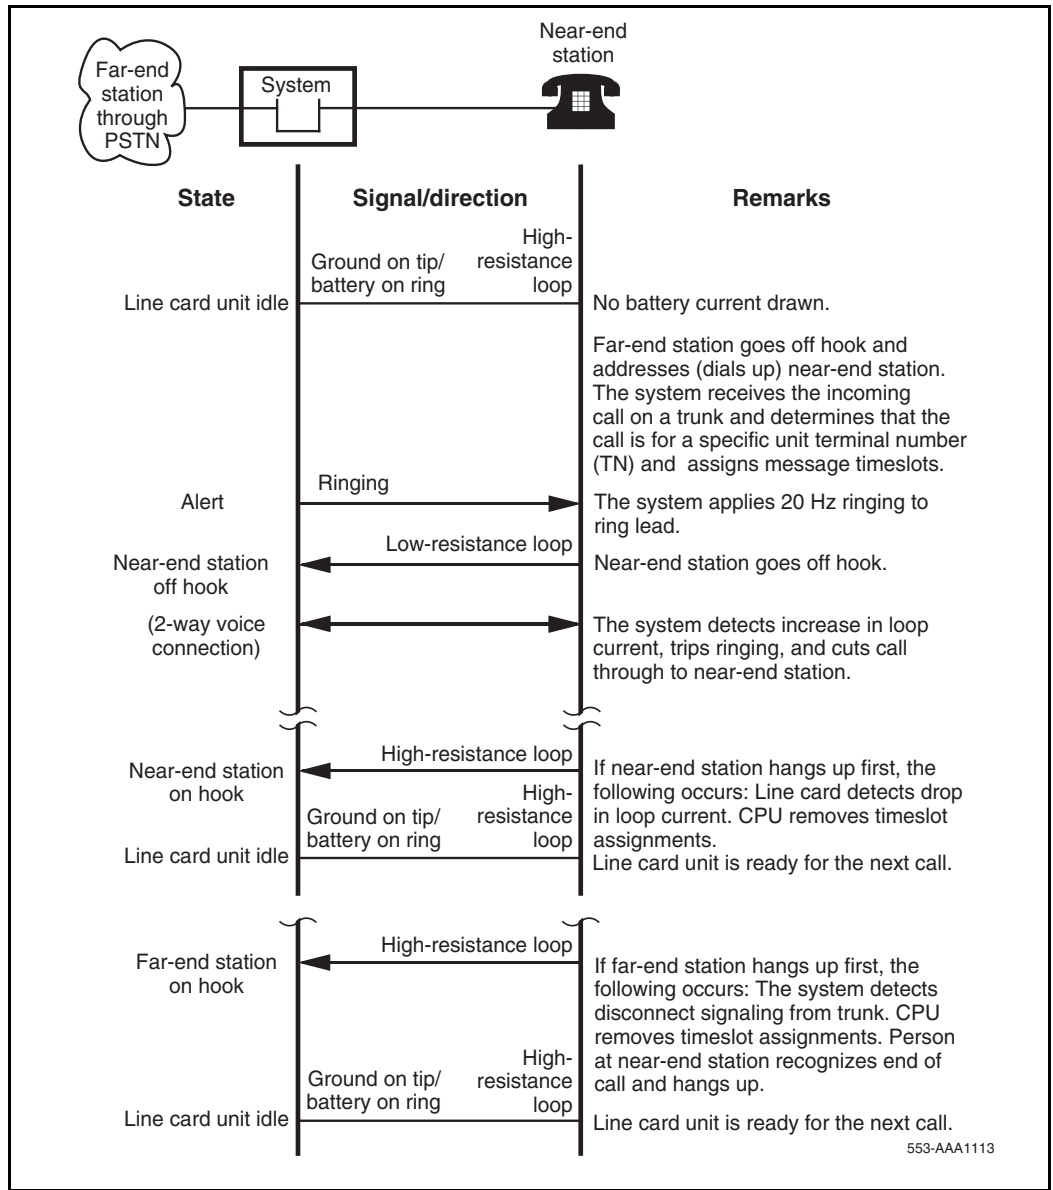 Near-end
station
Far-end
station
through
PSTN
System
State
Signal/direction
Remarks
Ground on tip/
battery on ring
High-
resistance
loop
Line card unit idle
No battery current drawn.
Far-end station goes off hook and
addresses (dials up) near-end station.
The system receives the incoming
call on a trunk and determines that the
call is for a specific unit terminal number
(TN) and assigns message timeslots.
Alert
Ringing
The system applies 20 Hz ringing to
ring lead.
Near-end station
off hook
Low-resistance loop
Near-end station goes off hook.
(2-way voice
connection)
The system detects increase in loop
current, trips ringing, and cuts call
through to near-end station.
Near-end station
on hook
High-resistance loop
If near-end station hangs up first, the
following occurs: Line card detects drop
in loop current. CPU removes timeslot
assignments.
Ground on tip/
battery on ring
High-
resistance
loop
Line card unit idle
Line card unit is ready for the next call.
Far-end station
on hook
High-resistance loop
If far-end station hangs up first, the
following occurs: The system detects
disconnect signaling from trunk. CPU
removes timeslot assignments. Person
at near-end station recognizes end of
call and hangs up.
Ground on tip/
battery on ring
High-
resistance
loop
Line card unit idle
Line card unit is ready for the next call.
553-AAA1113